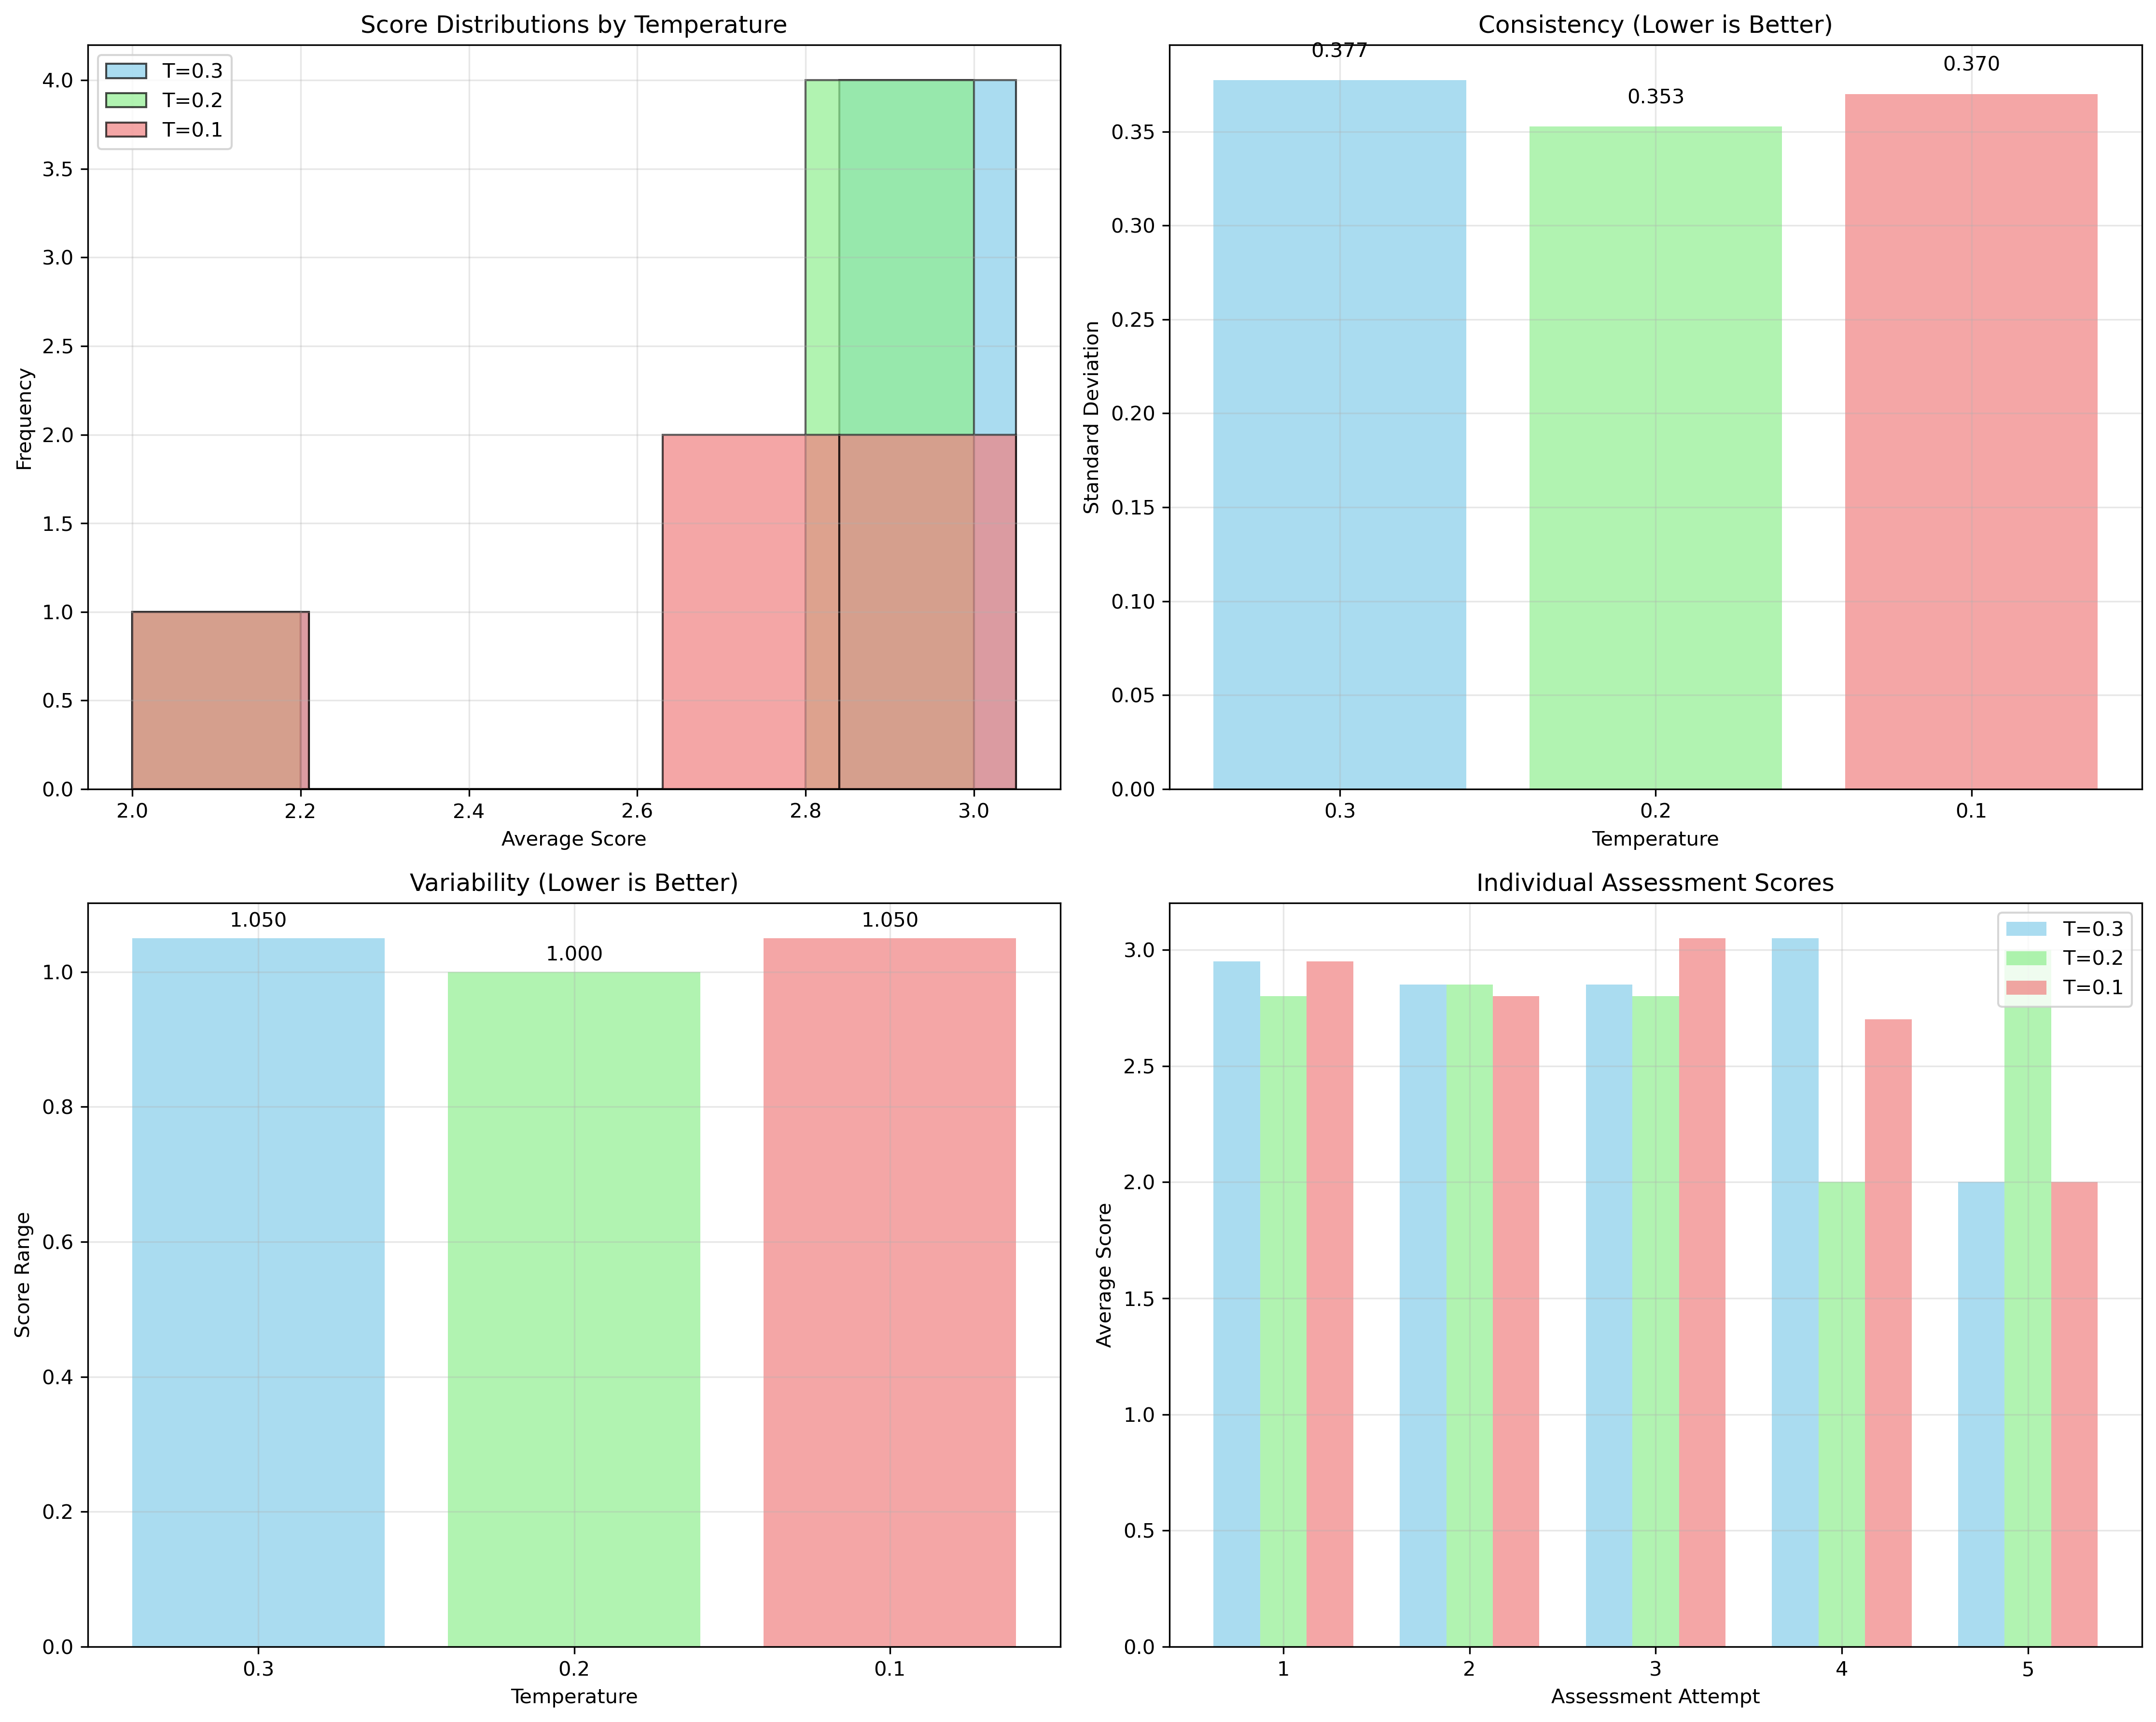 Score Distributions by Temperature
T=0.3
T=0.2
T=0.1
4.0
3.5
3.0
2.5
2.0
1.5
1.0
0.5
0.0
Frequency
2.0 2.2 2.4 2.6 2.8 3.0
Average Score
Consistency (Lower is Better)
0.377
0.353
0.370
0.35
0.30
0.25
0.20
0.15
0.10
0.05
0.00
Standard Deviation
0.3 0.2 0.1
Temperature
Variability (Lower is Better)
1.050
1.000
1.050
1.0
0.8
0.6
0.4
0.2
0.0
Score Range
0.3 0.2 0.1
Temperature
Individual Assessment Scores
T=0.3
T=0.2
T=0.1
3.0
2.5
2.0
1.5
1.0
0.5
0.0
Average Score
1 2 3 4 5
Assessment Attempt